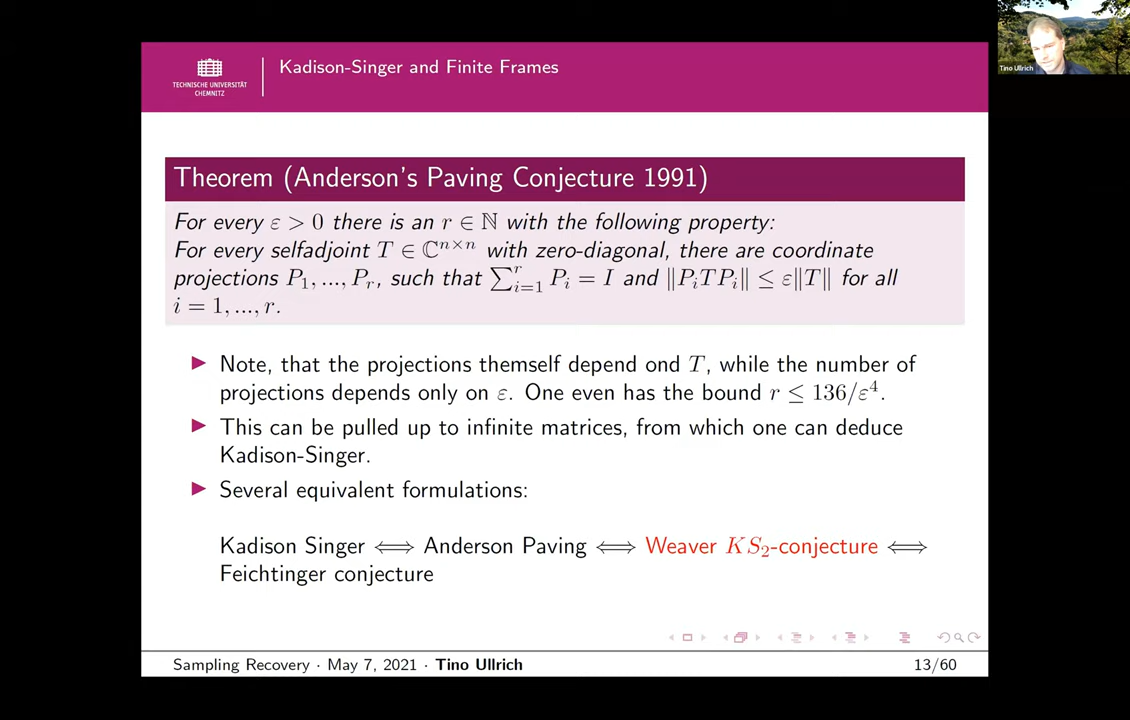 Tino Ullrich
TECHNISCHE UNIVERSITÄT
CHEMNITZ
Kadison-Singer and Finite Frames
Theorem (Anderson's Paving Conjecture 1991)
For every ε > 0 there is an r ∈ ℕ with the following property:
For every selfadjoint T ∈ ℂ^{n×n} with zero-diagonal, there are coordinate
projections P_1, ..., P_r, such that ∑_{i=1}^r P_i = I and ‖P_iTP_i‖ ≤ ε‖T‖ for all
i = 1, ..., r.
Note, that the projections themself depend ond T, while the number of
projections depends only on ε. One even has the bound r ≤ 136/ε^4.
This can be pulled up to infinite matrices, from which one can deduce
Kadison-Singer.
Several equivalent formulations:
Kadison Singer ⟺ Anderson Paving ⟺ Weaver KS_2-conjecture ⟺
Feichtinger conjecture
Sampling Recovery · May 7, 2021 · Tino Ullrich 13/60